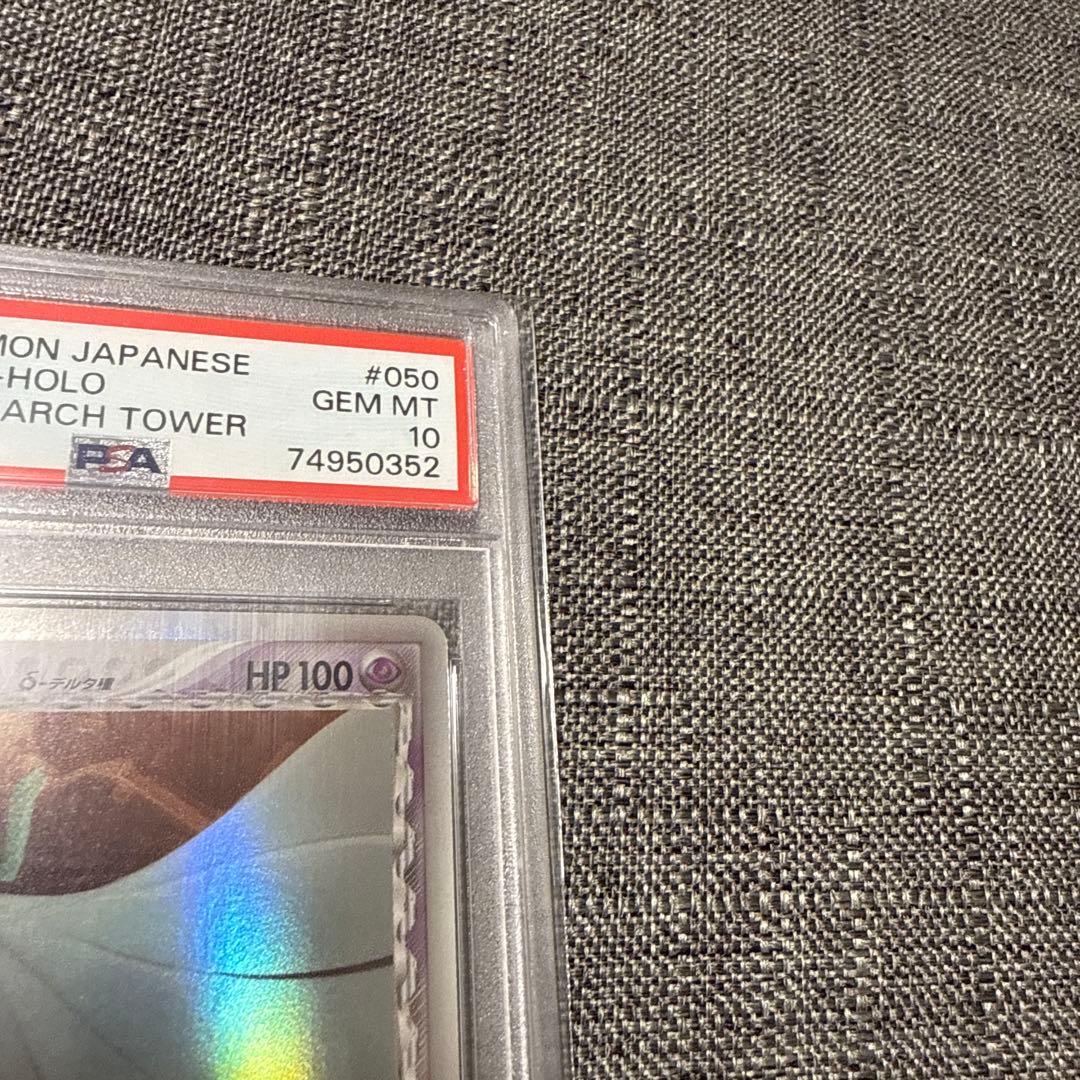 MON JAPANESE
#050
-HOLO
GEM MT
ARCH TOWER
10
PSA
74950352
δ-デルタ種
HP 100